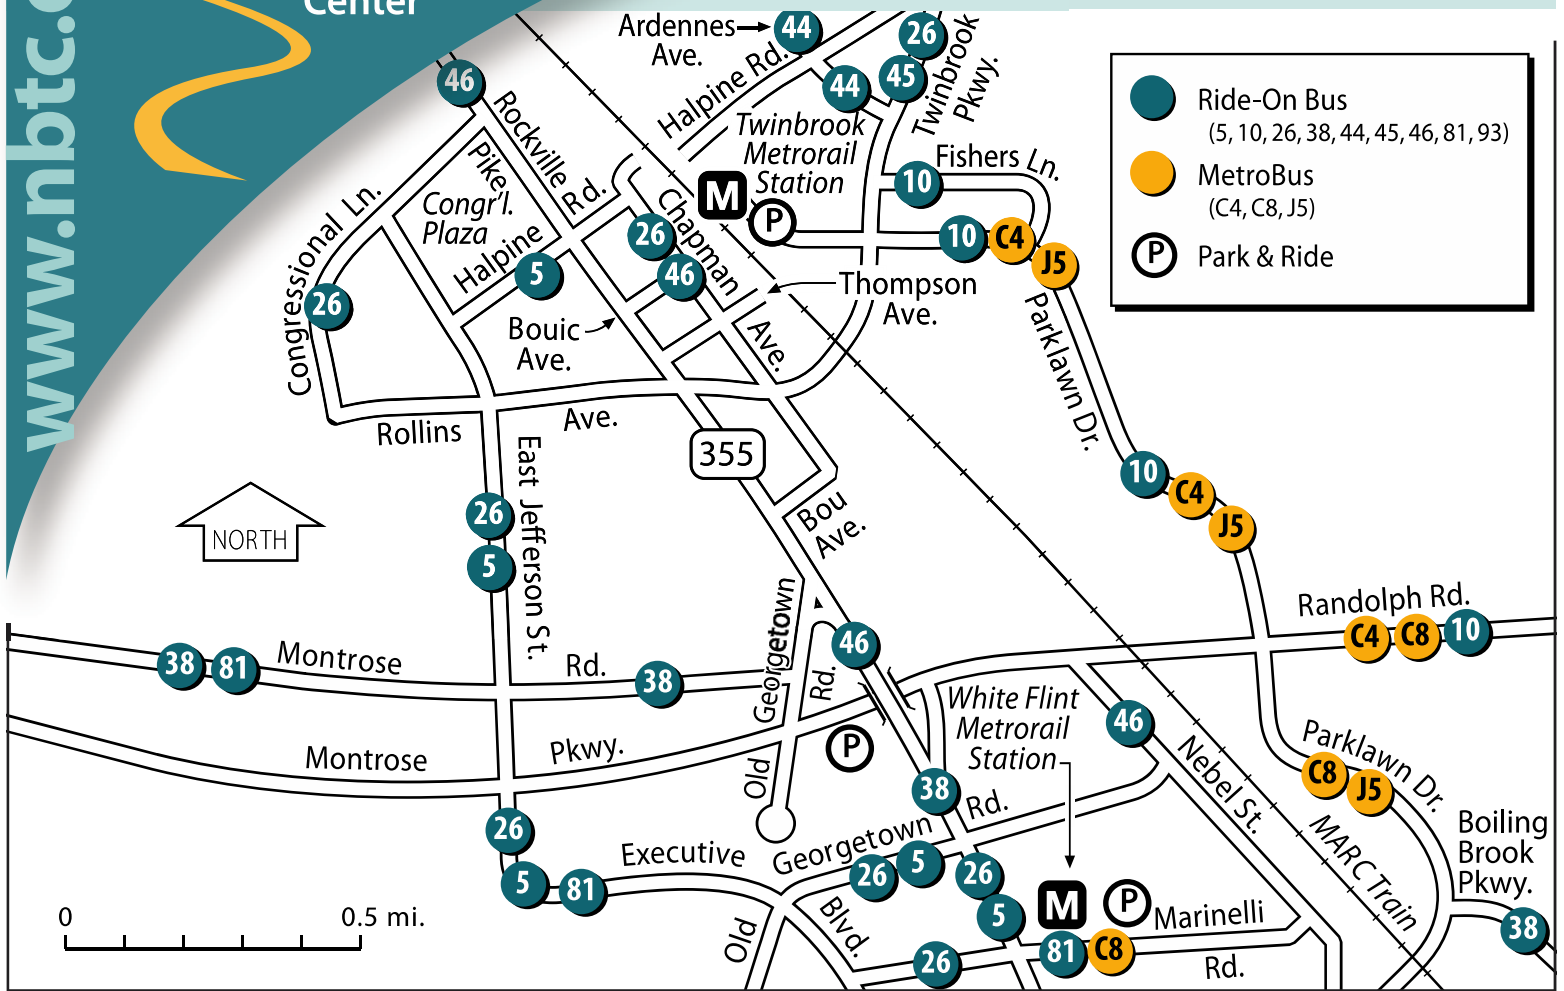 Center
www.nbtc.
Ardennes
Ave.
44
26
Halpine Rd.
44
45
Twinbrook
Pkwy.
46
Rockville
Pike
Twinbrook
Metrorail
Station
Fishers Ln.
10
M
P
Congressional Ln.
Congr'l.
Plaza
Halpine
Rd.
5
26
Chapman
Ave.
46
26
10
C4
J5
Thompson
Ave.
Bouic
Ave.
Parklawn Dr.
Rollins
Ave.
355
Bou
Ave.
10
C4
J5
Ride-On Bus
(5, 10, 26, 38, 44, 45, 46, 81, 93)
MetroBus
(C4, C8, J5)
P
Park & Ride
NORTH
26
5
East Jefferson St.
Randolph Rd.
C4
C8
10
38
81
Montrose
Rd.
38
Old
Georgetown
Rd.
46
Montrose
Pkwy.
P
White Flint
Metrorail
Station
46
Nebel St.
Parklawn Dr.
C8
J5
38
26
5
81
Executive
Blvd.
Old
Georgetown
Rd.
26
5
26
5
M
P
Marinelli
Rd.
26
81
C8
MARC Train
Boiling
Brook
Pkwy.
38
0
0.5 mi.